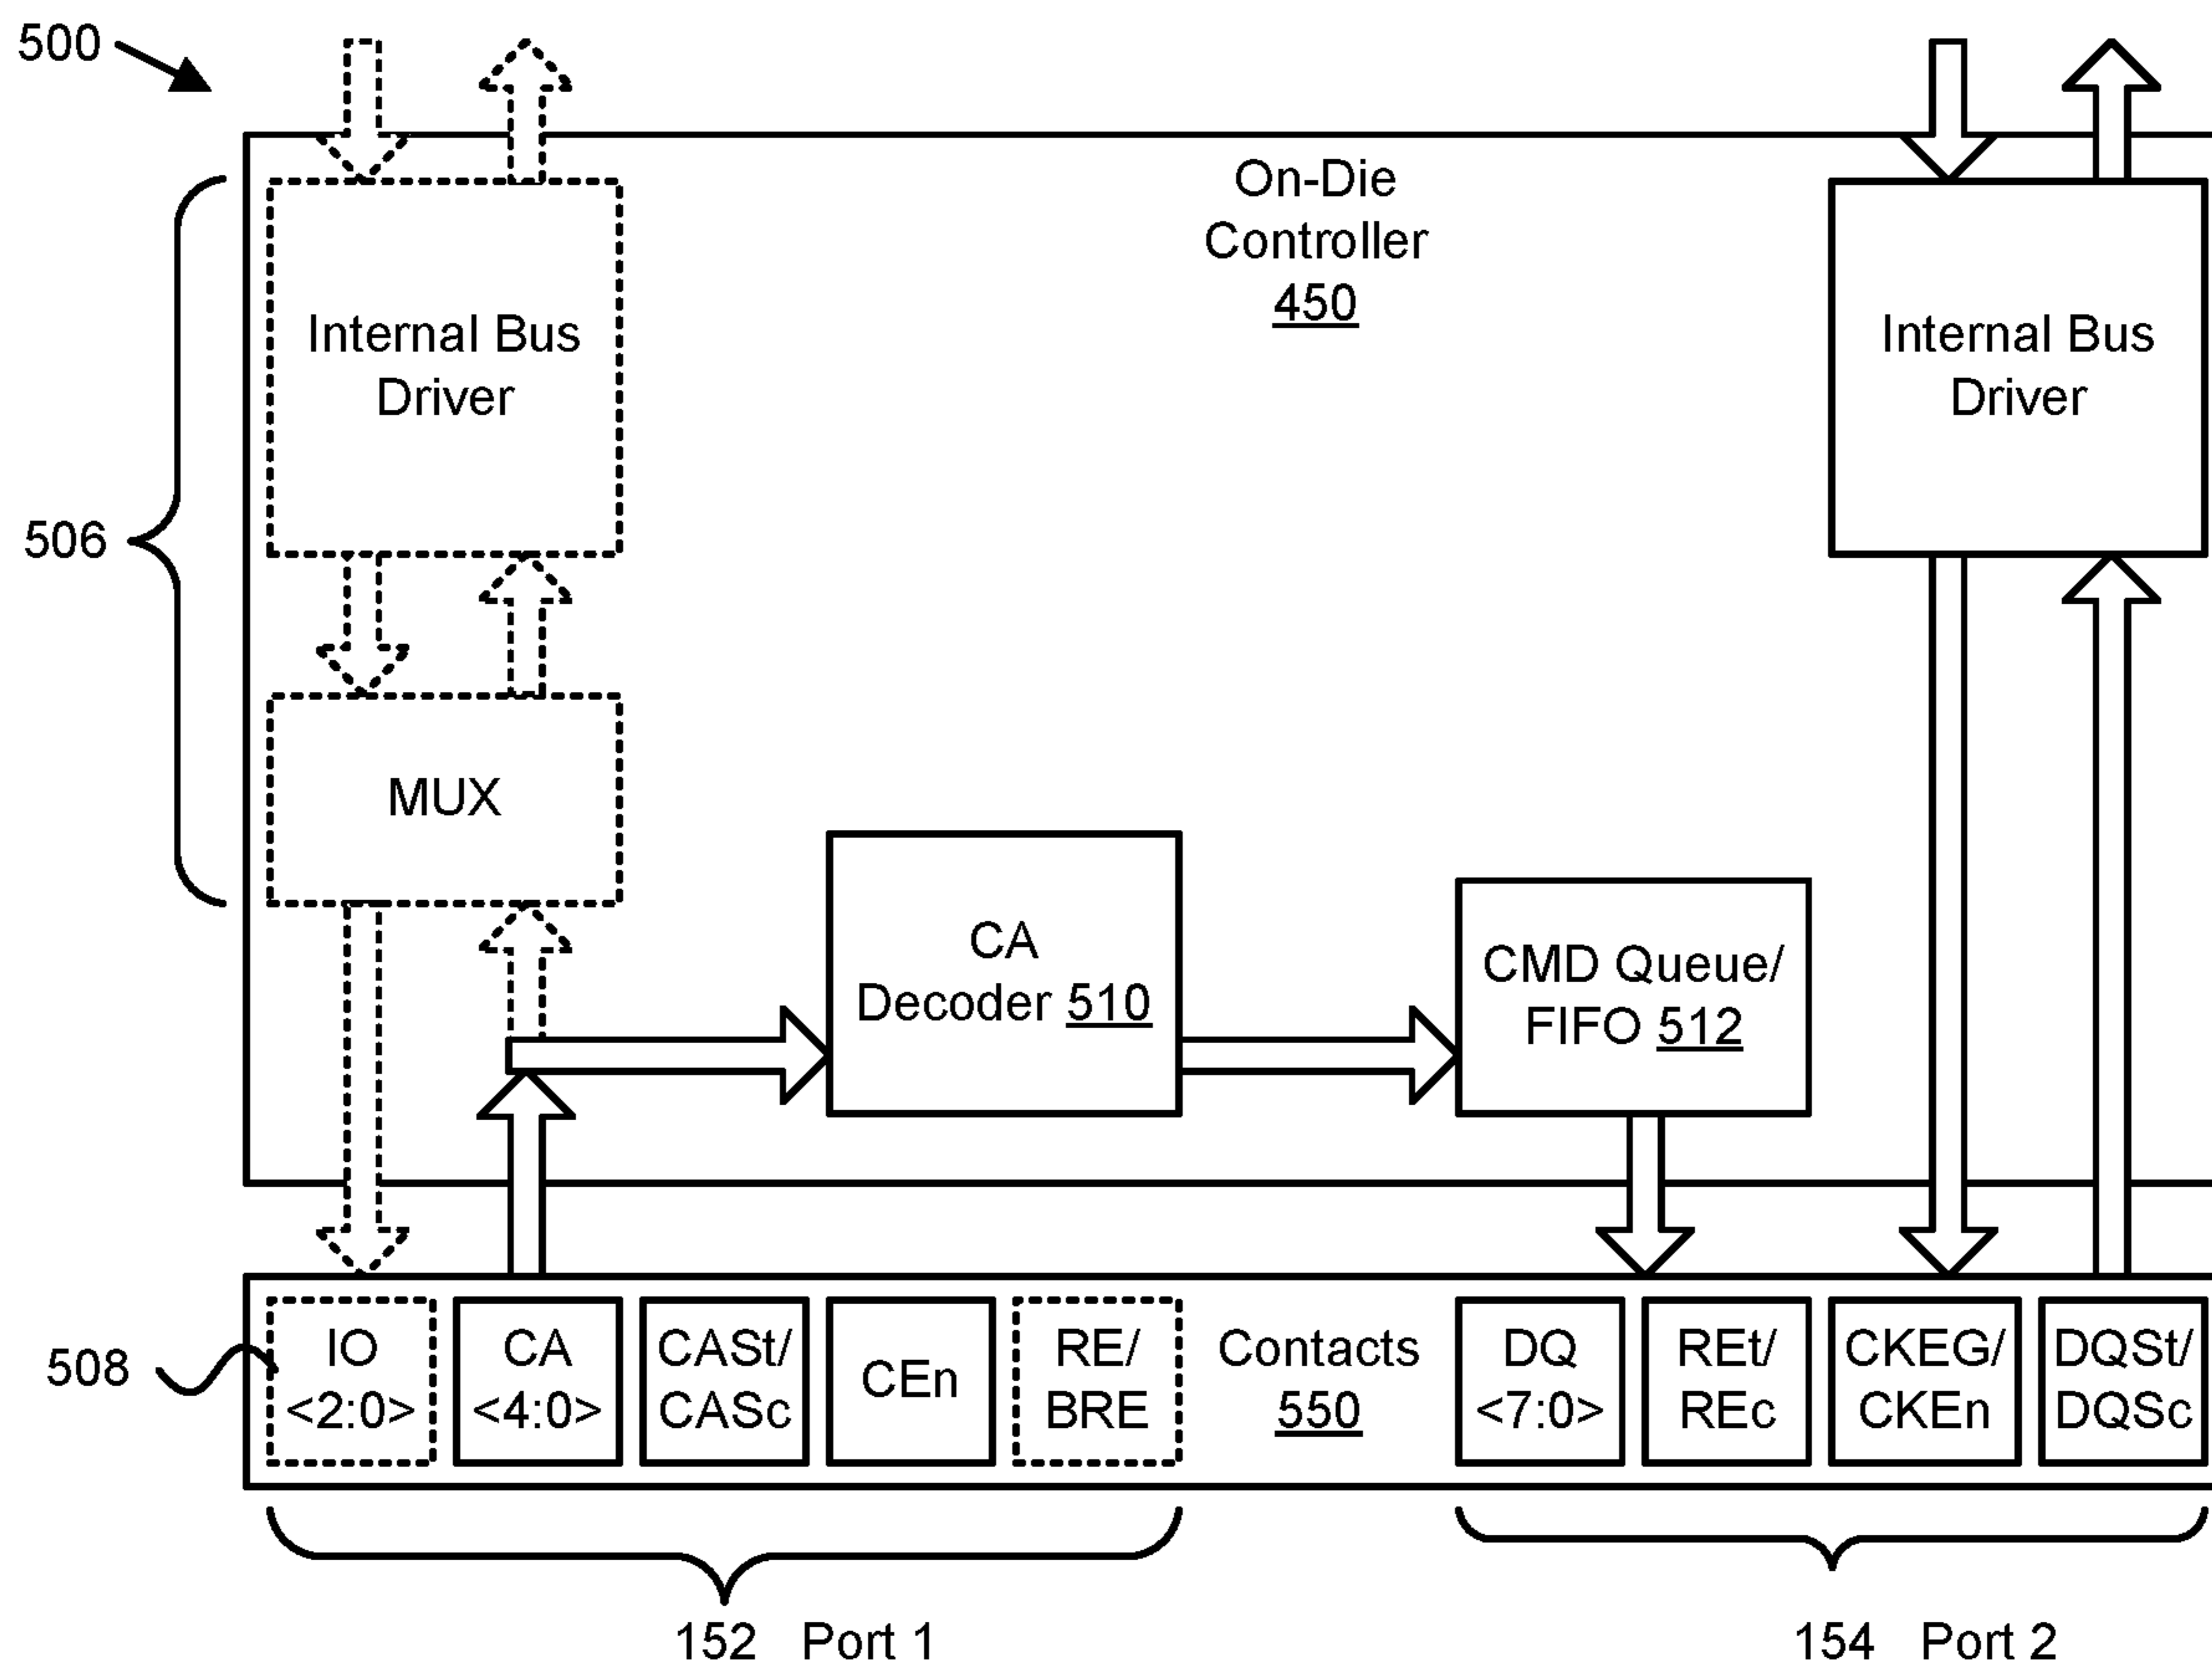 500
On-Die
Controller
450
Internal Bus
Driver
Internal Bus
Driver
506
MUX
CA
Decoder 510
CMD Queue/
FIFO 512
508
IO
<2:0>
CA
<4:0>
CASt/
CASc
CEn
RE/
BRE
Contacts
550
DQ
<7:0>
REt/
REc
CKEG/
CKEn
DQSt/
DQSc
152 Port 1
154 Port 2